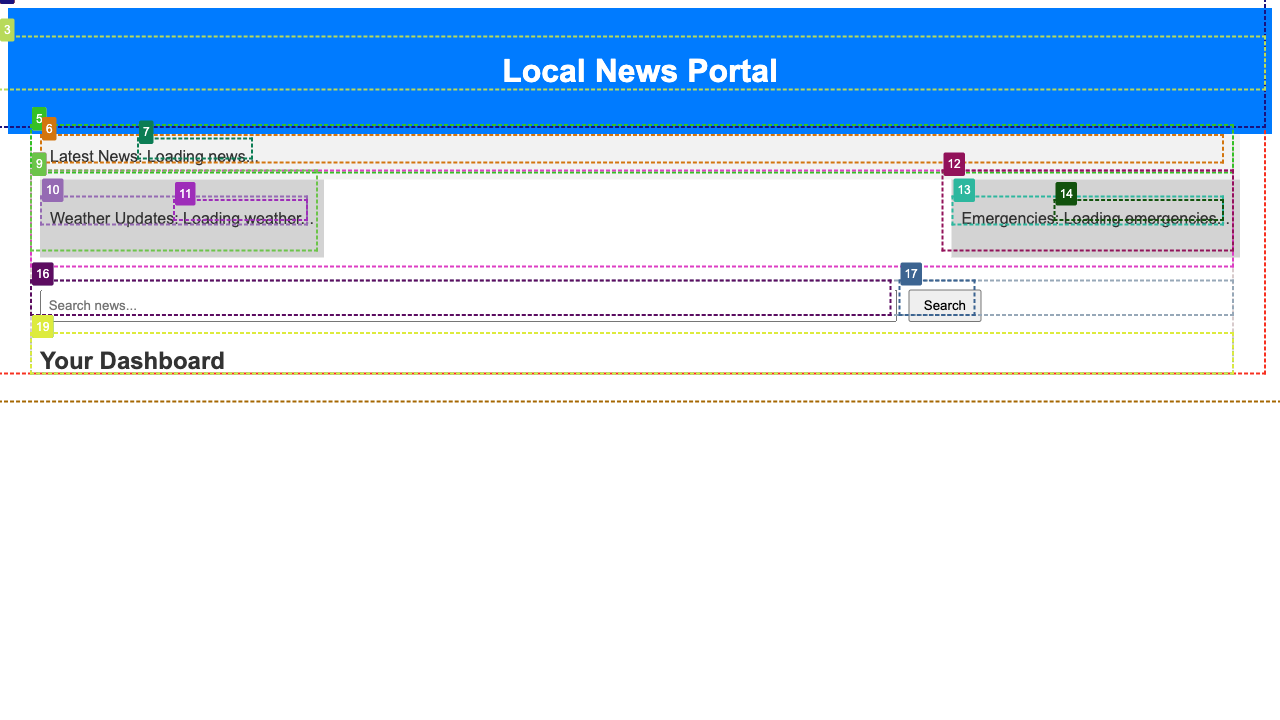 3
Local News Portal
5
6
7
Latest News: Loading news...
9
12
10
11
13
14
Weather Updates: Loading weather...
Emergencies: Loading emergencies...
16
17
Search news...
Search
19
Your Dashboard